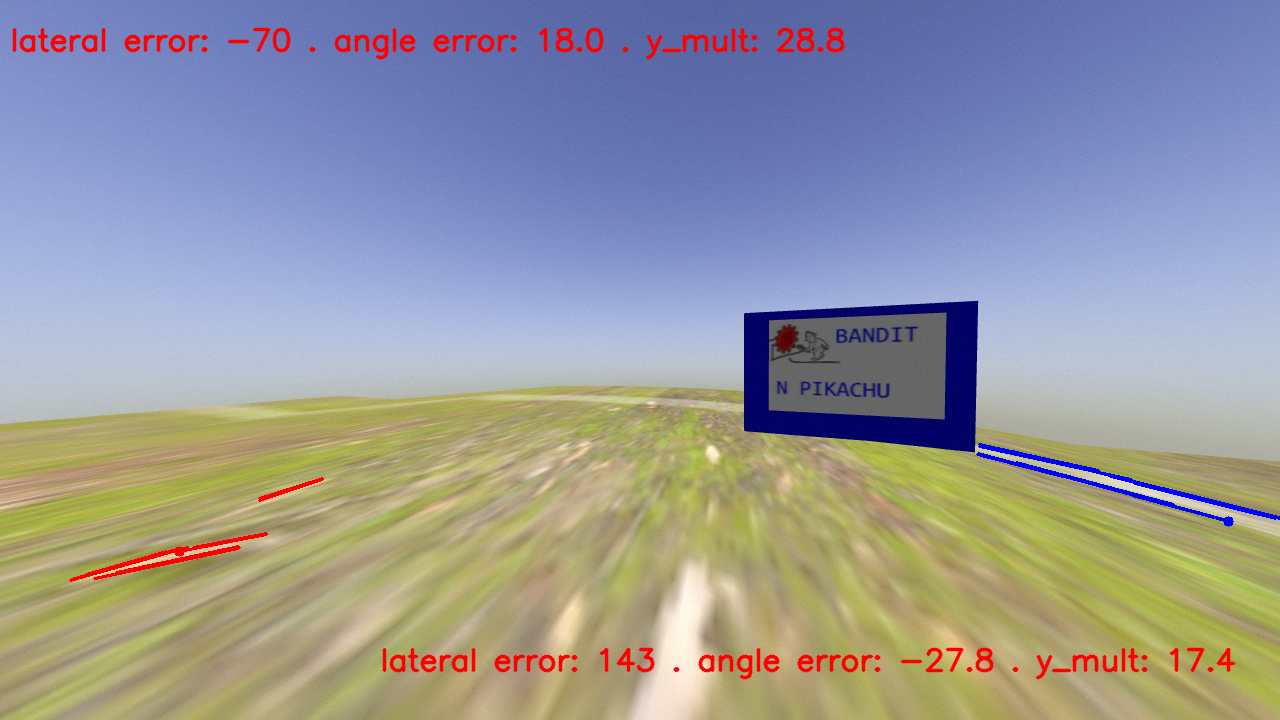 lateral error: −70 . angle error: 18.0 . y_mult: 28.8
BANDIT
N PIKACHU
lateral error: 143 . angle error: −27.8 . y_mult: 17.4